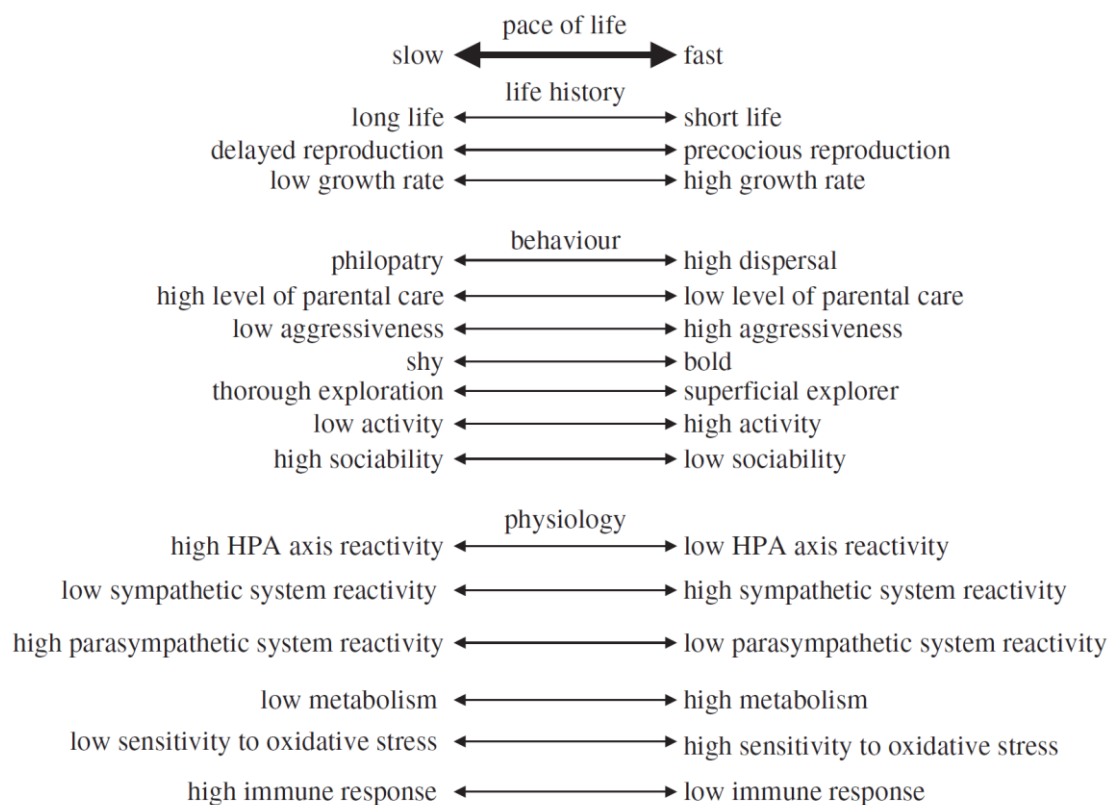 pace of life
slow fast
life history
long life short life
delayed reproduction precocious reproduction
low growth rate high growth rate
behaviour
philopatry high dispersal
high level of parental care low level of parental care
low aggressiveness high aggressiveness
shy bold
thorough exploration superficial explorer
low activity high activity
high sociability low sociability
physiology
high HPA axis reactivity low HPA axis reactivity
low sympathetic system reactivity high sympathetic system reactivity
high parasympathetic system reactivity low parasympathetic system reactivity
low metabolism high metabolism
low sensitivity to oxidative stress high sensitivity to oxidative stress
high immune response low immune response